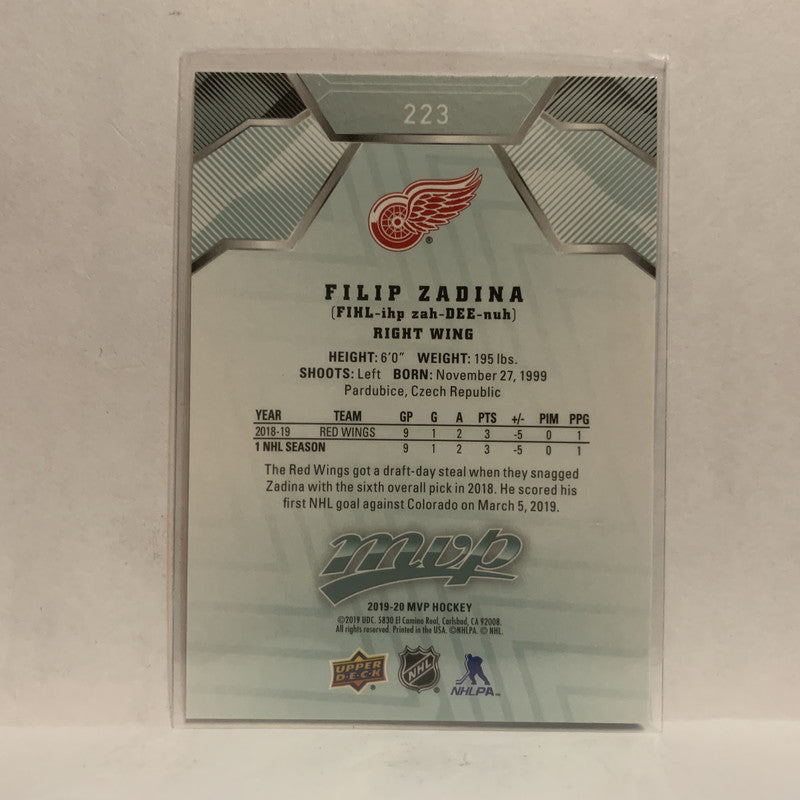 223
FILIP ZADINA
(FIHL-ihp zah-DEE-nuh)
RIGHT WING
HEIGHT: 6'0" WEIGHT: 195 lbs.
SHOOTS: Left BORN: November 27, 1999
Pardubice, Czech Republic
YEAR TEAM GP G A PTS +/- PIM PPG
2018-19 RED WINGS 9 1 2 3 -5 0 1
1 NHL SEASON 9 1 2 3 -5 0 1
The Red Wings got a draft-day steal when they snagged
Zadina with the sixth overall pick in 2018. He scored his
first NHL goal against Colorado on March 5, 2019.
mvp
2019-20 MVP HOCKEY
©2019 UDC. 5830 El Camino Real, Carlsbad, CA 92008.
All rights reserved. Printed in the USA. ©NHLPA. © NHL.
UPPER DECK NHL NHLPA